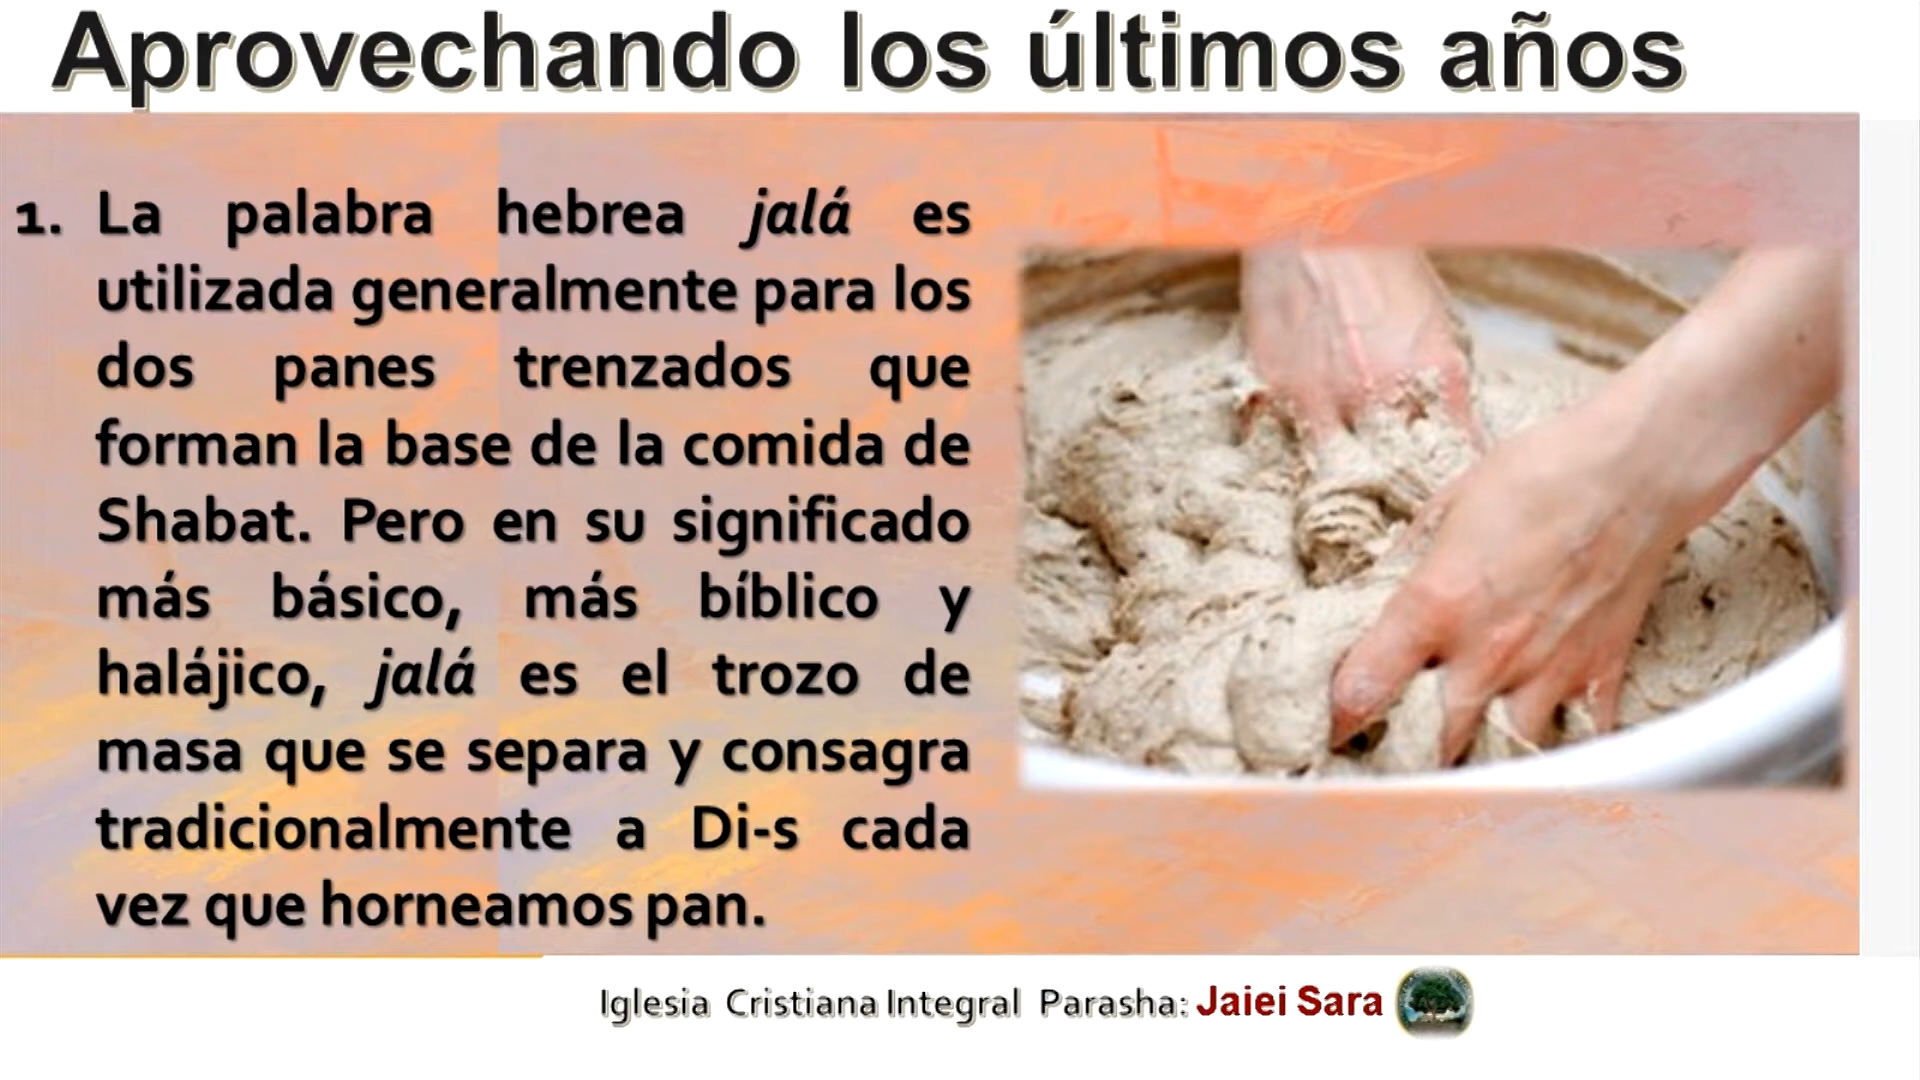 Aprovechando los últimos años
1. La palabra hebrea jalá es
utilizada generalmente para los
dos panes trenzados que
forman la base de la comida de
Shabat. Pero en su significado
más básico, más bíblico y
halájico, jalá es el trozo de
masa que se separa y consagra
tradicionalmente a Di-s cada
vez que horneamos pan.
Iglesia Cristiana Integral Parasha: Jaiei Sara